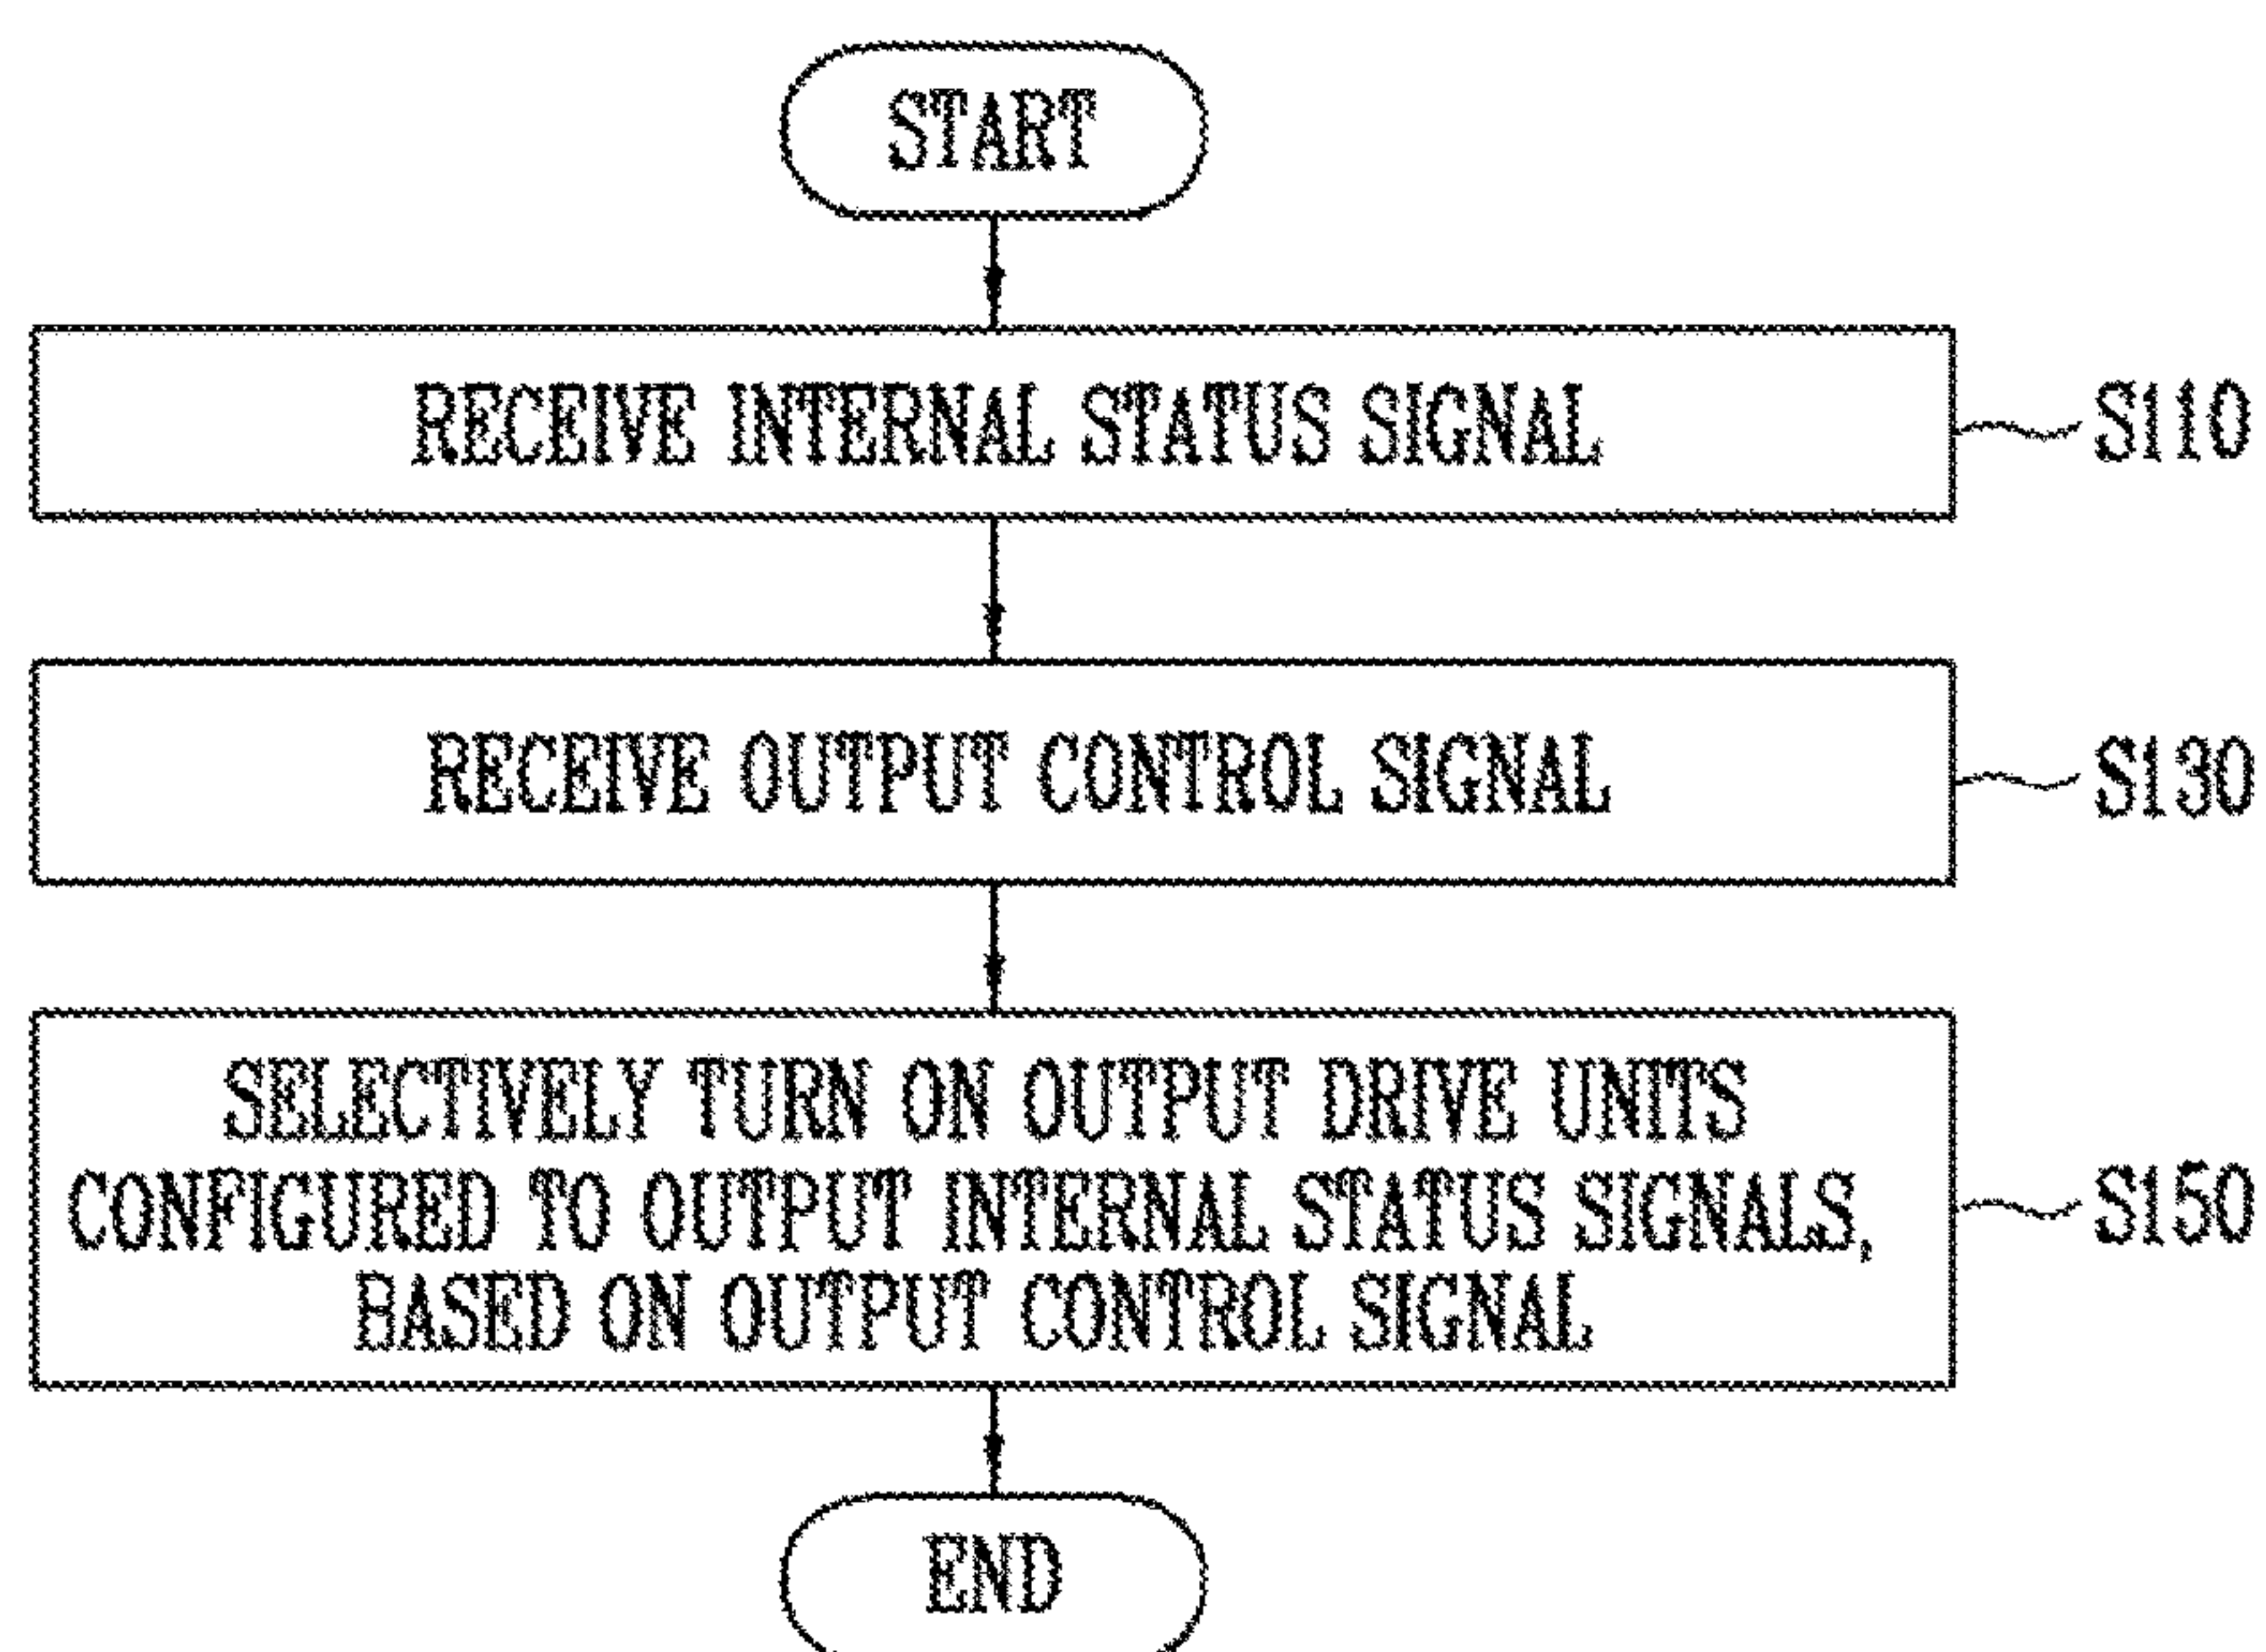 START
RECEIVE INTERNAL STATUS SIGNAL
S110
RECEIVE OUTPUT CONTROL SIGNAL
S130
SELECTIVELY TURN ON OUTPUT DRIVE UNITS
CONFIGURED TO OUTPUT INTERNAL STATUS SIGNALS,
BASED ON OUTPUT CONTROL SIGNAL
S150
END